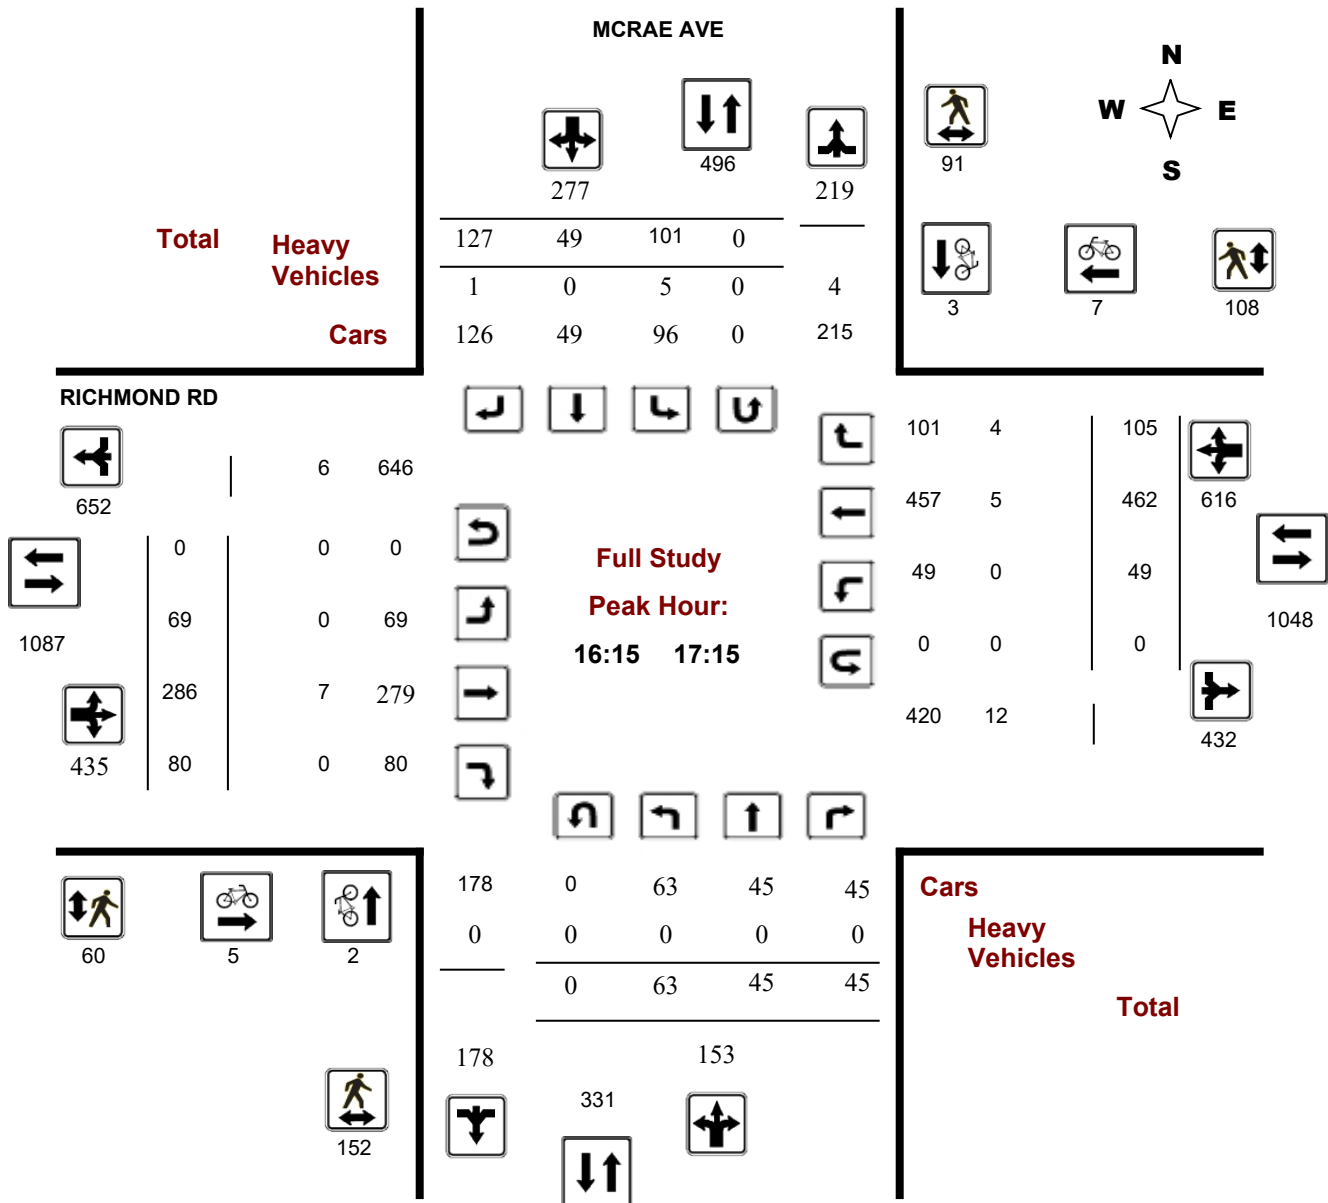 MCRAE AVE
N
W E
S
496
277
219
91
Total
Heavy
Vehicles
Cars
127 49 101 0
1 0 5 0 4
126 49 96 0 215
3 7 108
RICHMOND RD
652
6 646
0 0 0
69 0 69
1087
286 7 279
435
80 0 80
Full Study
Peak Hour:
16:15 17:15
101 4 105
457 5 462
616
49 0 49
1048
0 0 0
420 12
432
60 5 2
178 0 63 45 45
0 0 0 0 0
0 63 45 45
Cars
Heavy
Vehicles
Total
178 153
331
152